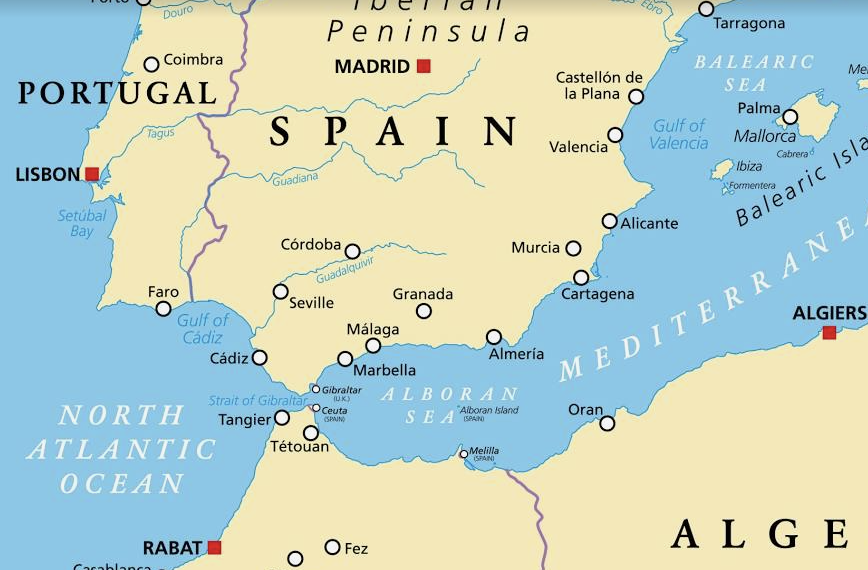 Porto
Douro
Iberian
Peninsula
Ebro
Tarragona
Coimbra
MADRID
BALEARIC
SEA
PORTUGAL
Castellón de
la Plana
Palma
Mallorca
Cabrera
Tagus
SPAIN
Valencia
Gulf of
Valencia
Ibiza
Formentera
Balearic Isla
LISBON
Guadiana
Setúbal
Bay
Alicante
Córdoba
Murcia
Guadalquivir
MEDITERRANEA
Faro
Seville
Granada
Cartagena
Gulf of
Cádiz
Málaga
ALGIERS
Cádiz
Marbella
Almería
Strait of Gibraltar
Gibraltar
(U.K.)
ALBORAN
SEA
Alboran Island
(SPAIN)
Ceuta
(SPAIN)
Oran
NORTH
ATLANTIC
OCEAN
Tangier
Tétouan
Melilla
(SPAIN)
ALGE
RABAT
Fez
Casablanca